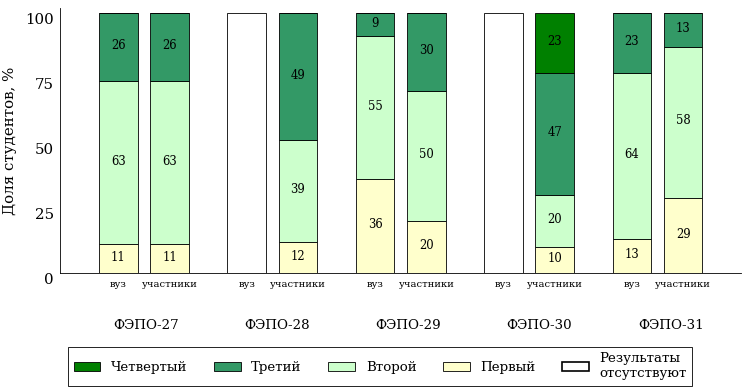 Доля студентов, %
100
75
50
25
0
26 26 49 9 30 23 47 23 13
63 63 39 55 50 20 64 58
11 11 12 36 20 10 13 29
вуз участники вуз участники вуз участники вуз участники вуз участники
ФЭПО-27 ФЭПО-28 ФЭПО-29 ФЭПО-30 ФЭПО-31
Четвертый Третий Второй Первый Результаты
отсутствуют